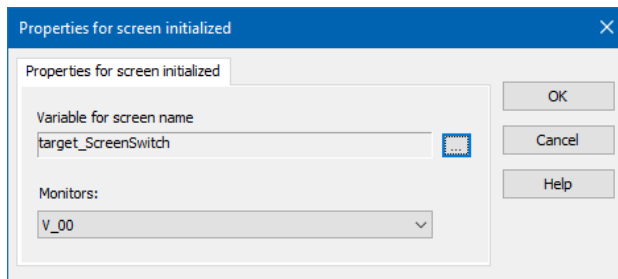 Properties for screen initialized
Properties for screen initialized
Variable for screen name
target_ScreenSwitch
...
Monitors:
V_00
OK
Cancel
Help